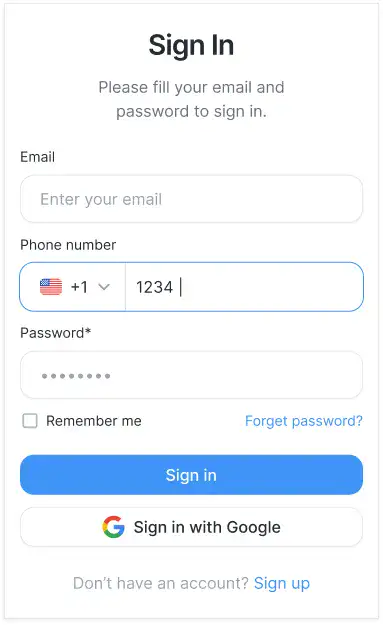 Sign In
Please fill your email and
password to sign in.
Email
Enter your email
Phone number
+1 1234
Password*
Remember me Forget password?
Sign in
Sign in with Google
Don't have an account? Sign up